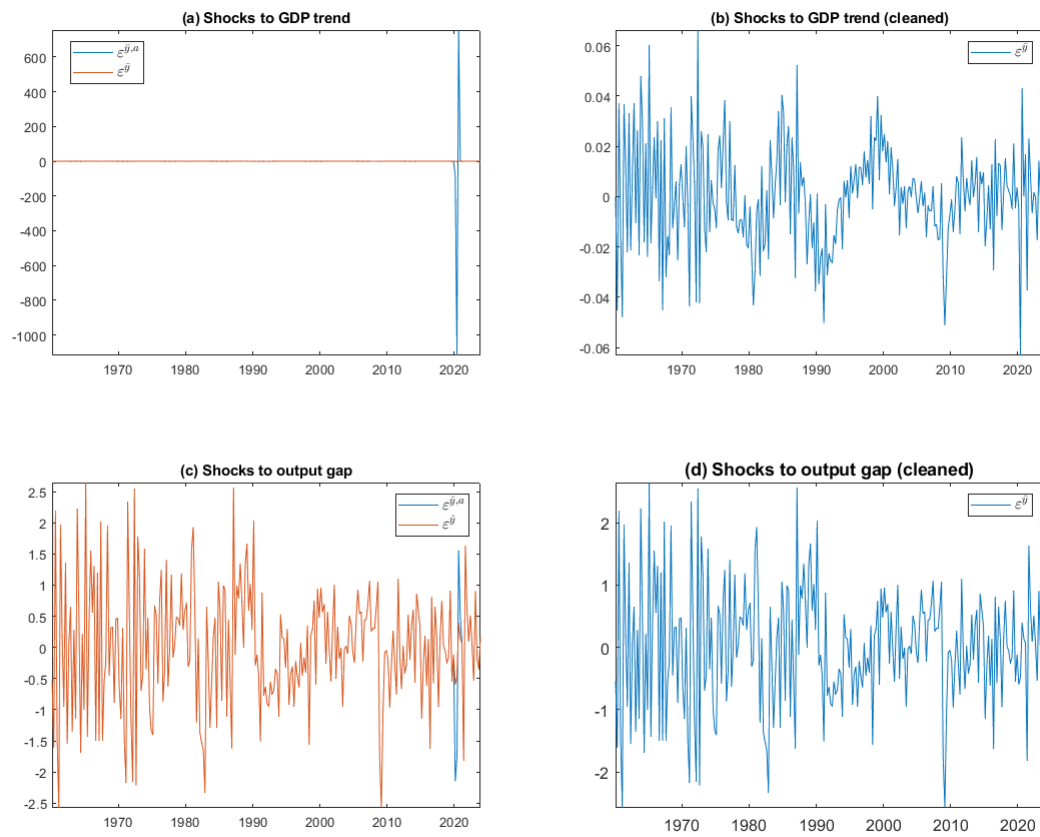 (a) Shocks to GDP trend
600
400
200
0
-200
-400
-600
-800
-1000
1970 1980 1990 2000 2010 2020
ε^{ȳ,a}
ε^{ȳ}
(b) Shocks to GDP trend (cleaned)
0.06
0.04
0.02
0
-0.02
-0.04
-0.06
1970 1980 1990 2000 2010 2020
ε^{ȳ}
(c) Shocks to output gap
2.5
2
1.5
1
0.5
0
-0.5
-1
-1.5
-2
-2.5
1970 1980 1990 2000 2010 2020
ε^{ŷ,a}
ε^{ŷ}
(d) Shocks to output gap (cleaned)
2
1
0
-1
-2
1970 1980 1990 2000 2010 2020
ε^{ŷ}